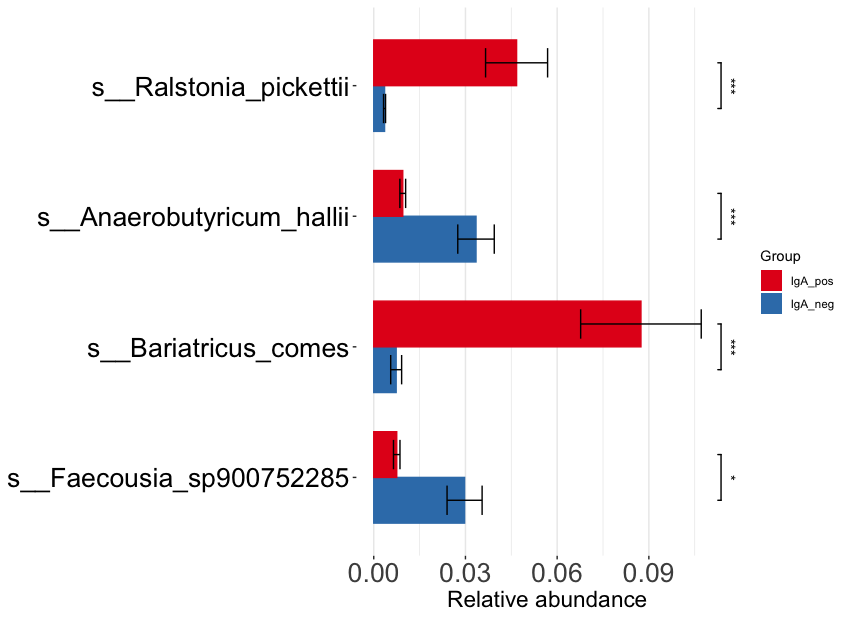 s__Ralstonia_pickettii
***
s__Anaerobutyricum_hallii
***
s__Bariatricus_comes
***
s__Faecousia_sp900752285
*
0.00 0.03 0.06 0.09
Relative abundance
Group
IgA_pos
IgA_neg